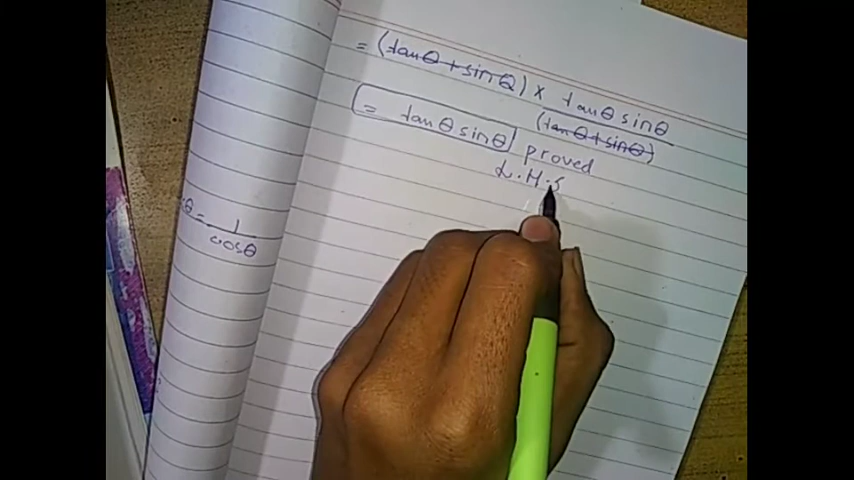 = (tanθ + sinθ) × tanθ sinθ / (tanθ + sinθ)
= tanθ sinθ proved
L.H.S
θ = 1 / cosθ